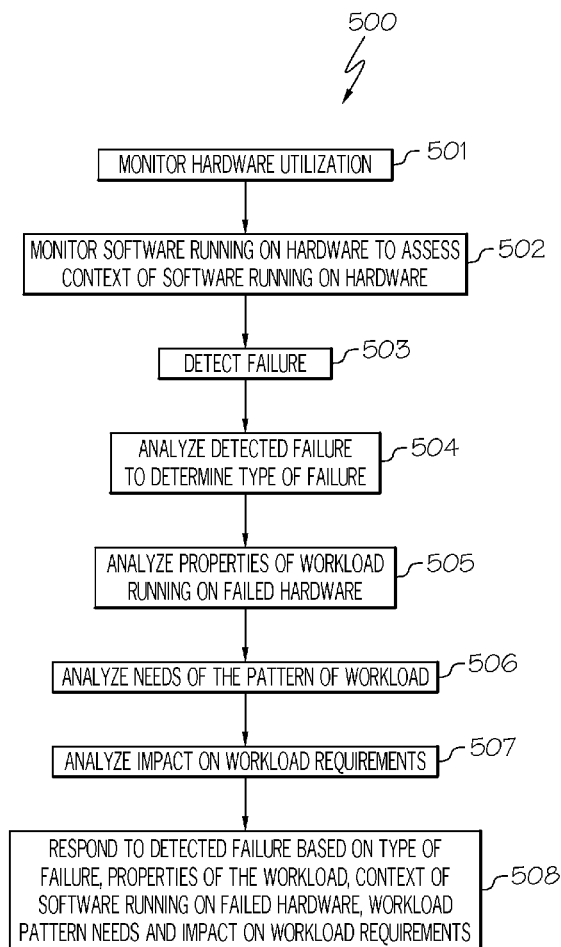 500
MONITOR HARDWARE UTILIZATION
501
MONITOR SOFTWARE RUNNING ON HARDWARE TO ASSESS
CONTEXT OF SOFTWARE RUNNING ON HARDWARE
502
DETECT FAILURE
503
ANALYZE DETECTED FAILURE
TO DETERMINE TYPE OF FAILURE
504
ANALYZE PROPERTIES OF WORKLOAD
RUNNING ON FAILED HARDWARE
505
ANALYZE NEEDS OF THE PATTERN OF WORKLOAD
506
ANALYZE IMPACT ON WORKLOAD REQUIREMENTS
507
RESPOND TO DETECTED FAILURE BASED ON TYPE OF
FAILURE, PROPERTIES OF THE WORKLOAD, CONTEXT OF
SOFTWARE RUNNING ON FAILED HARDWARE, WORKLOAD
PATTERN NEEDS AND IMPACT ON WORKLOAD REQUIREMENTS
508